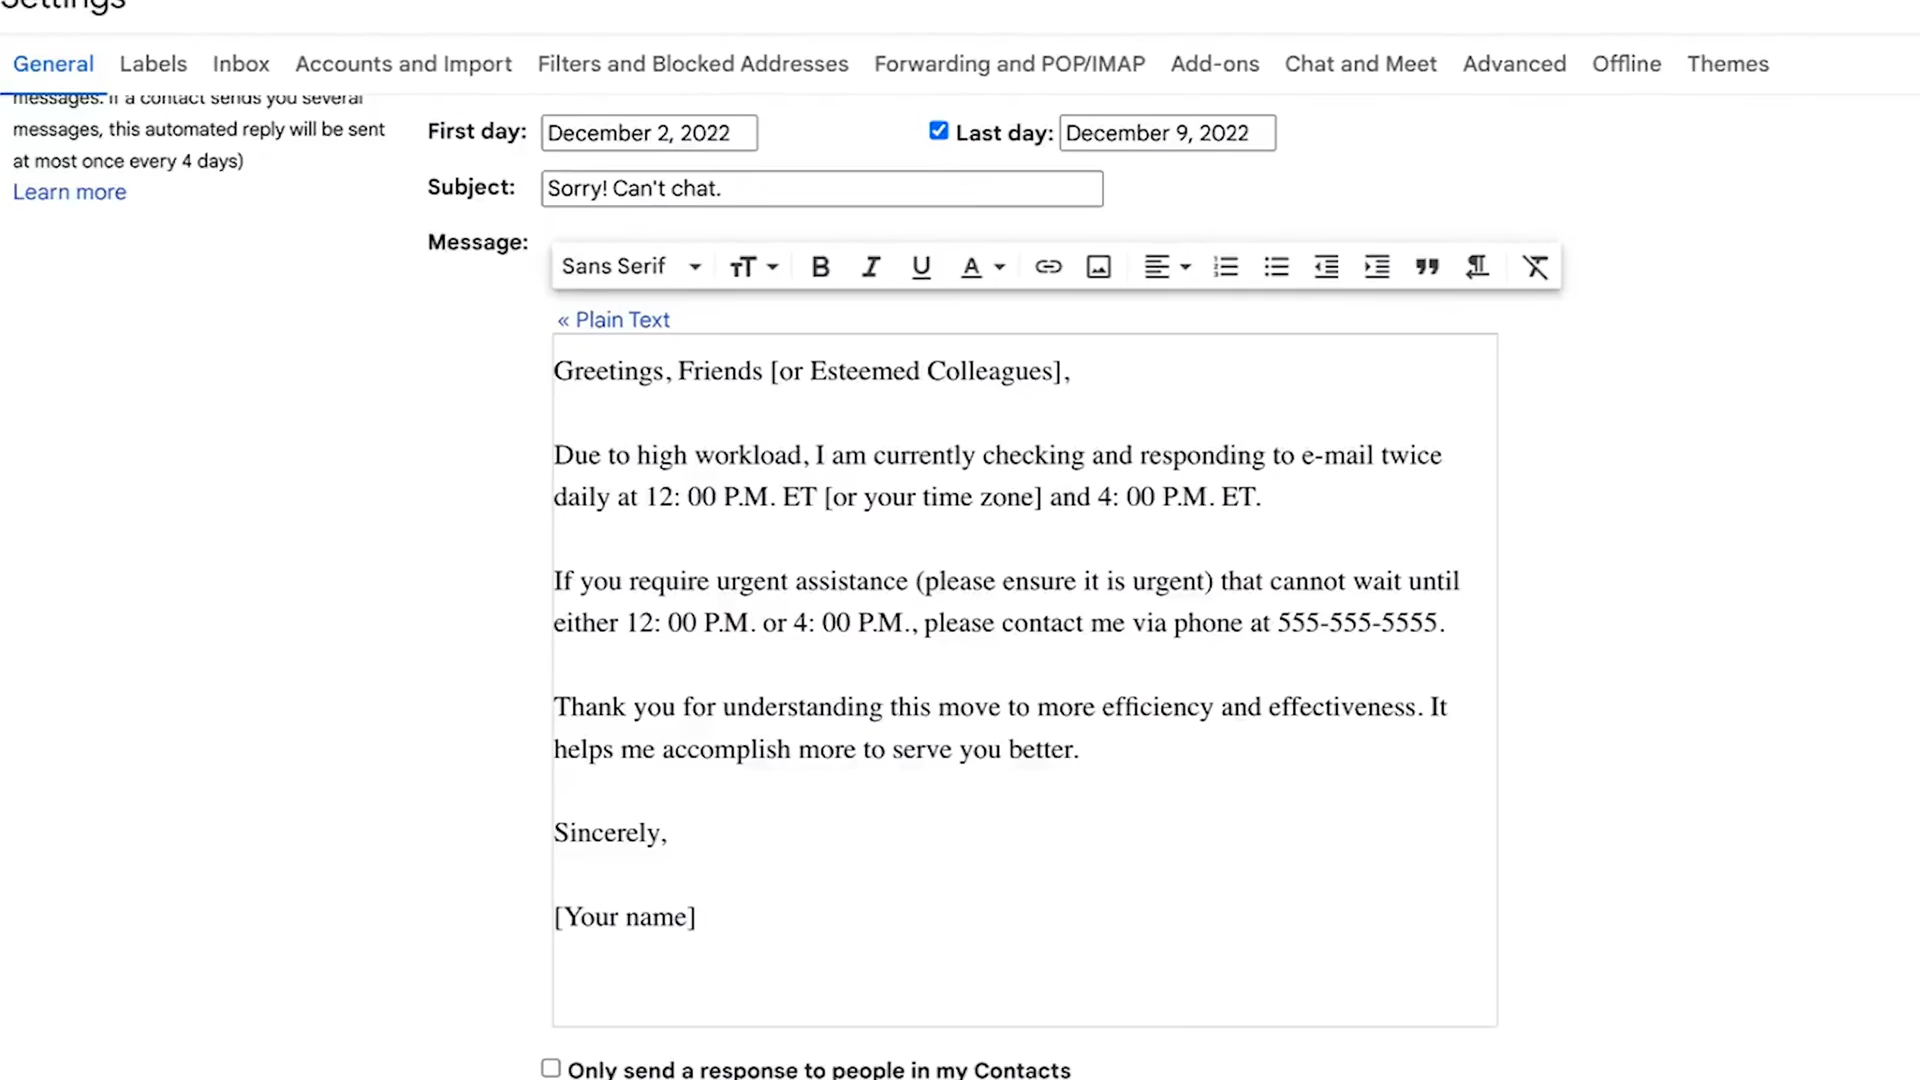 Settings
General Labels Inbox Accounts and Import Filters and Blocked Addresses Forwarding and POP/IMAP Add-ons Chat and Meet Advanced Offline Themes
messages. If a contact sends you several
messages, this automated reply will be sent
at most once every 4 days)
Learn more
First day: December 2, 2022 Last day: December 9, 2022
Subject: Sorry! Can't chat.
Message:
Sans Serif
« Plain Text
Greetings, Friends [or Esteemed Colleagues],
Due to high workload, I am currently checking and responding to e-mail twice
daily at 12: 00 P.M. ET [or your time zone] and 4: 00 P.M. ET.
If you require urgent assistance (please ensure it is urgent) that cannot wait until
either 12: 00 P.M. or 4: 00 P.M., please contact me via phone at 555-555-5555.
Thank you for understanding this move to more efficiency and effectiveness. It
helps me accomplish more to serve you better.
Sincerely,
[Your name]
Only send a response to people in my Contacts